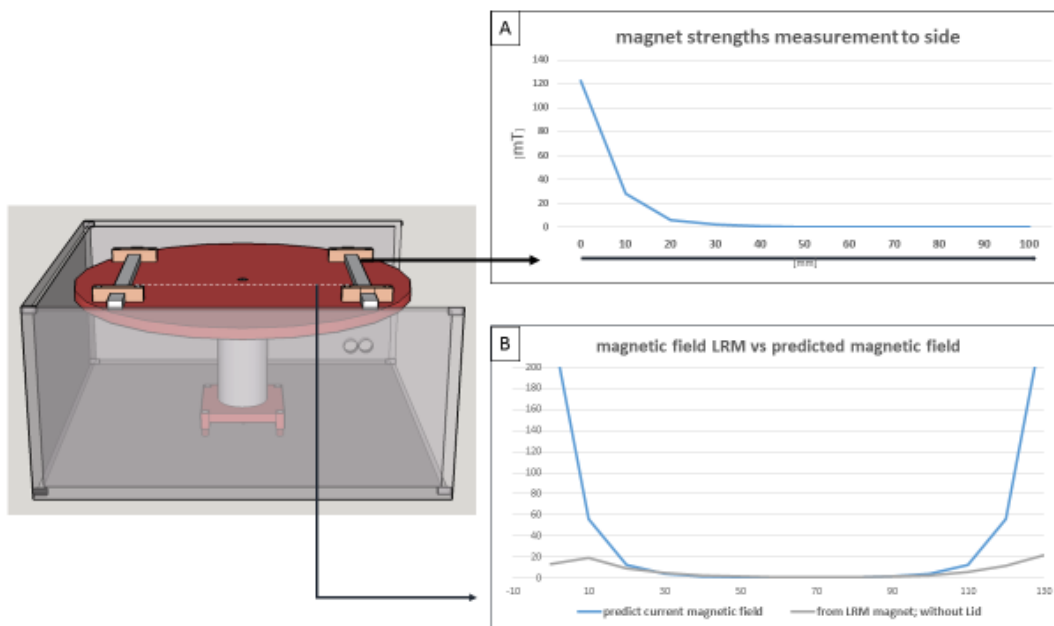 A
magnet strengths measurement to side
[mT]
140
120
100
80
60
40
20
0
0 10 20 30 40 50 60 70 80 90 100
[mm]
B
magnetic field LRM vs predicted magnetic field
200
180
160
140
120
100
80
60
40
20
0
-10 10 30 50 70 90 110 130
predict current magnetic field from LRM magnet; without Lid